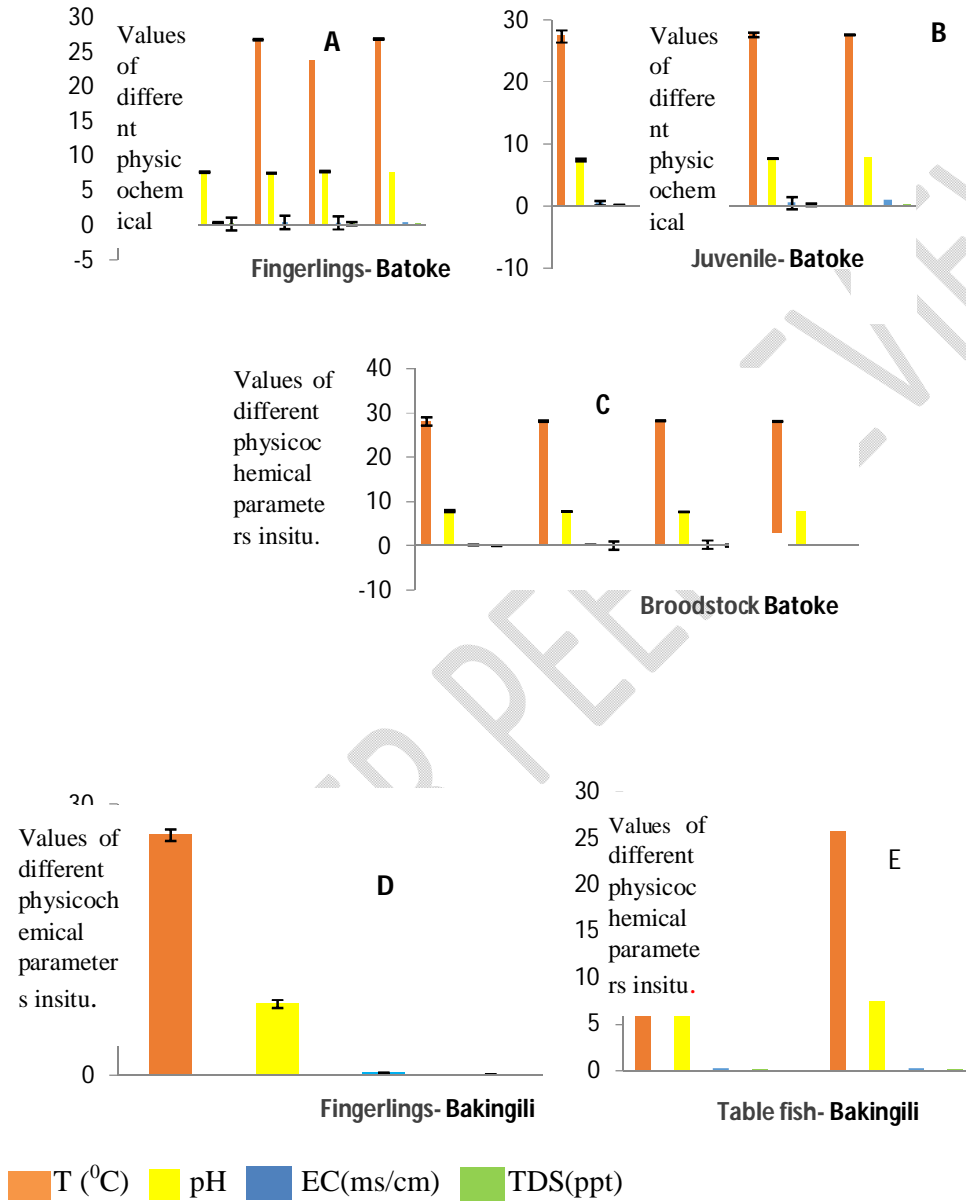 30
25
20
15
10
5
0
-5
Values
of
differe
nt
physic
ochem
ical
A
Fingerlings- Batoke
30
20
10
0
-10
Values
of
differe
nt
physic
ochem
ical
B
Juvenile- Batoke
40
30
20
10
0
-10
Values of
different
physicoc
hemical
paramete
rs insitu.
C
Broodstock Batoke
30
0
Values of
different
physicoch
emical
parameter
s insitu.
D
Fingerlings- Bakingili
30
25
20
15
10
5
0
Values of
different
physicoc
hemical
paramete
rs insitu.
E
Table fish- Bakingili
T (⁰C) pH EC(ms/cm) TDS(ppt)